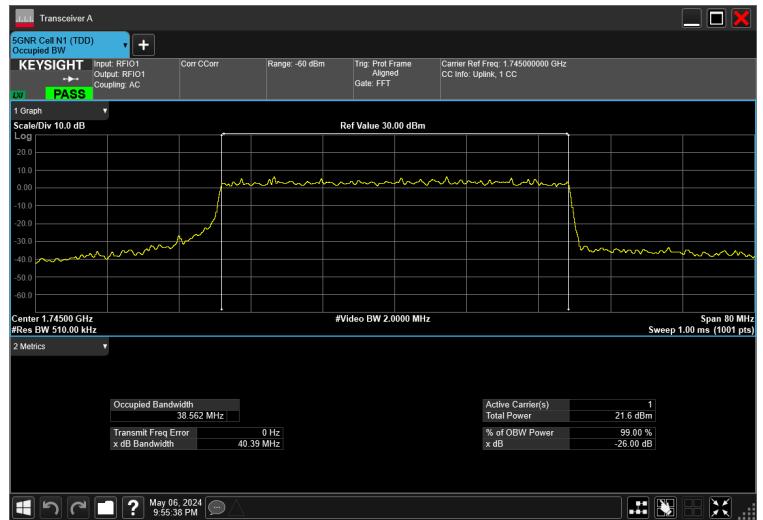 Transceiver A
5GNR Cell N1 (TDD)
Occupied BW
KEYSIGHT
LXI
PASS
Input: RFIO1
Output: RFIO1
Coupling: AC
Corr CCorr
Range: -60 dBm
Trig: Prot Frame
Aligned
Gate: FFT
Carrier Ref Freq: 1.745000000 GHz
CC Info: Uplink, 1 CC
1 Graph
Scale/Div 10.0 dB
Ref Value 30.00 dBm
Log
20.0
10.0
0.00
-10.0
-20.0
-30.0
-40.0
-50.0
-60.0
Center 1.74500 GHz
#Video BW 2.0000 MHz
Span 80 MHz
#Res BW 510.00 kHz
Sweep 1.00 ms (1001 pts)
2 Metrics
Occupied Bandwidth
38.562 MHz
Transmit Freq Error 0 Hz
x dB Bandwidth 40.39 MHz
Active Carrier(s) 1
Total Power 21.6 dBm
% of OBW Power 99.00 %
x dB -26.00 dB
May 06, 2024
9:55:38 PM